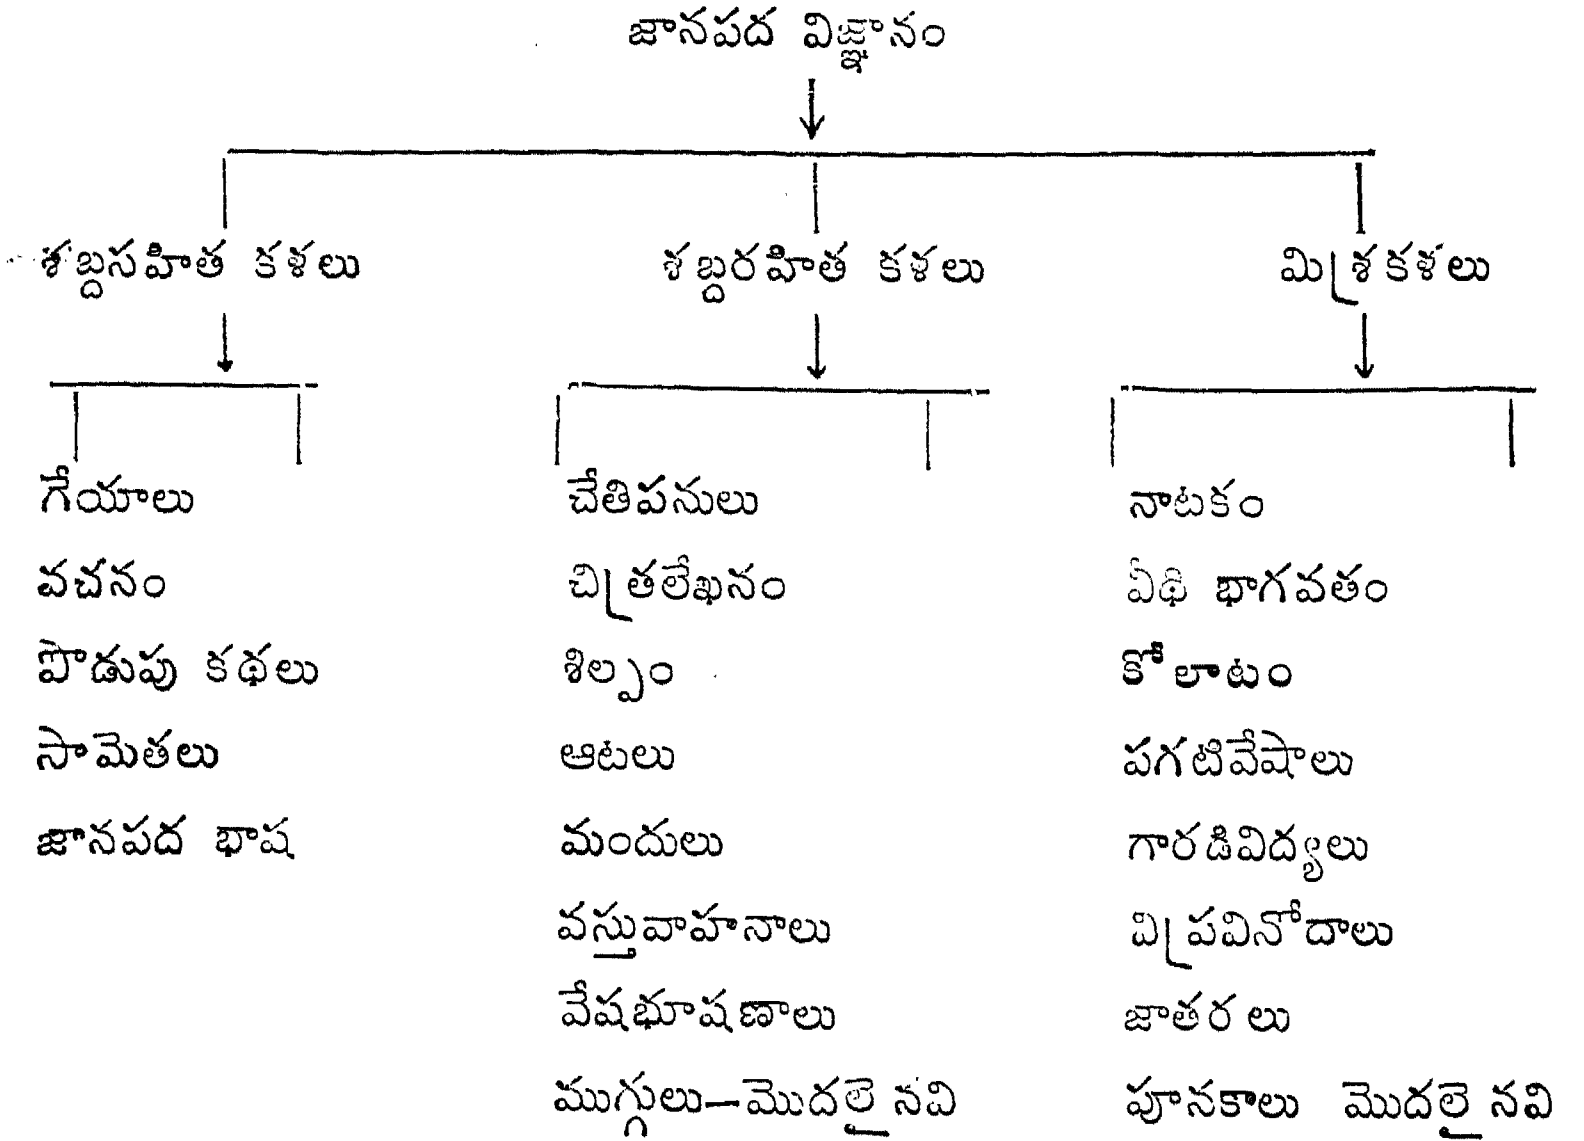 జానపద విజ్ఞానం
శబ్దసహిత కళలు
శబ్దరహిత కళలు
మిశ్రకళలు
గేయాలు
వచనం
పొడుపు కథలు
సామెతలు
జానపద భాష
చేతిపనులు
చిత్రలేఖనం
శిల్పం
ఆటలు
మందులు
వస్తువాహనాలు
వేషభూషణాలు
ముగ్గులు–మొదలైనవి
నాటకం
వీథి భాగవతం
కోలాటం
పగటివేషాలు
గారడివిద్యలు
విప్రవినోదాలు
జాతరలు
పూనకాలు మొదలైనవి